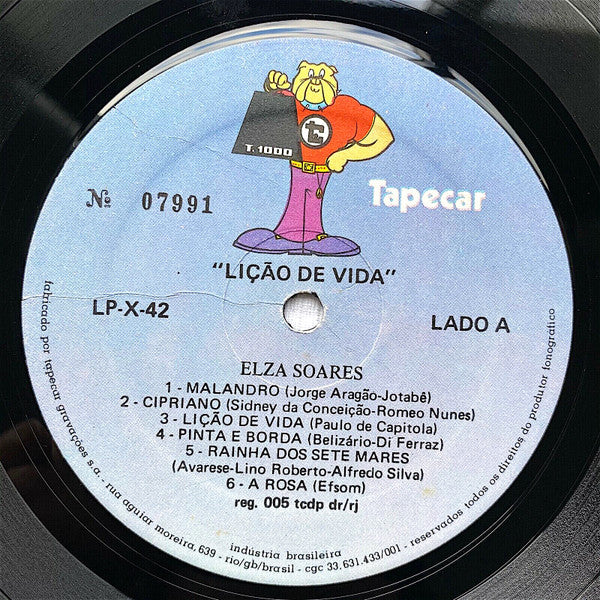 T.1000
tc
Nº 07991
Tapecar
"LIÇÃO DE VIDA"
LP-X-42
LADO A
ELZA SOARES
1 - MALANDRO (Jorge Aragão-Jotabê)
2 - CIPRIANO (Sidney da Conceição-Romeo Nunes)
3 - LIÇÃO DE VIDA (Paulo de Capitola)
4 - PINTA E BORDA (Belizário-Di Ferraz)
5 - RAINHA DOS SETE MARES
(Avarese-Lino Roberto-Alfredo Silva)
6 - A ROSA (Efsom)
reg. 005 tcdp dr/rj
indústria brasileira
fabricado por tapecar gravações s.a. - rua aguiar moreira, 639 - rio/gb/brasil - cgc 33.631.433/001 - reservados todos os direitos do produtor fonográfico